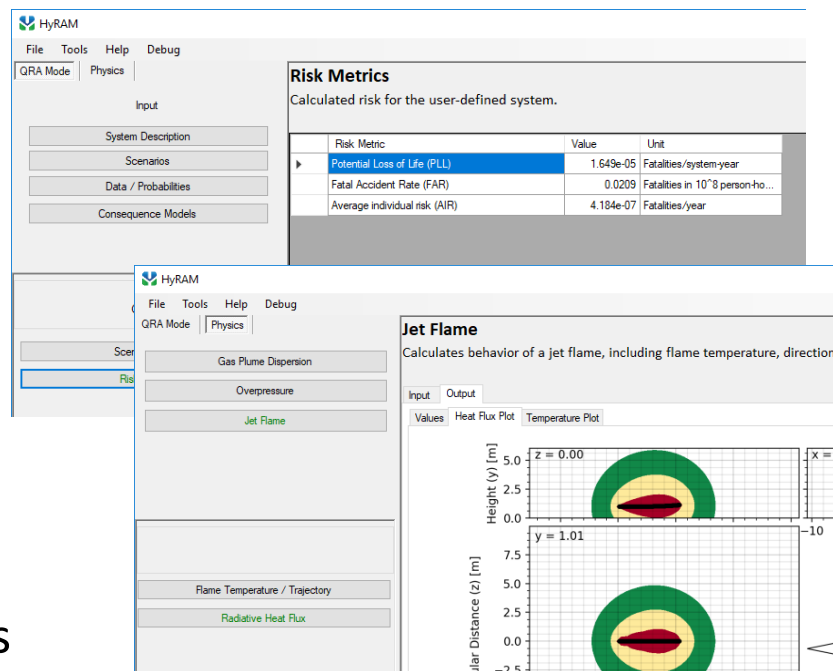 HyRAM
File Tools Help Debug
QRA Mode Physics
Input
System Description
Scenarios
Data / Probabilities
Consequence Models
Risk Metrics
Calculated risk for the user-defined system.
Risk Metric Value Unit
Potential Loss of Life (PLL) 1.649e-05 Fatalities/system-year
Fatal Accident Rate (FAR) 0.0209 Fatalities in 10^8 person-ho...
Average individual risk (AIR) 4.184e-07 Fatalities/year
Scer
Ris
HyRAM
File Tools Help Debug
QRA Mode Physics
Gas Plume Dispersion
Overpressure
Jet Flame
Flame Temperature / Trajectory
Radiative Heat Flux
Jet Flame
Calculates behavior of a jet flame, including flame temperature, direction
Input Output
Values Heat Flux Plot Temperature Plot
Height (y) [m]
5.0
2.5
0.0
z = 0.00
x =
-10
y = 1.01
ular Distance (z) [m]
7.5
5.0
2.5
0.0
−2.5
s